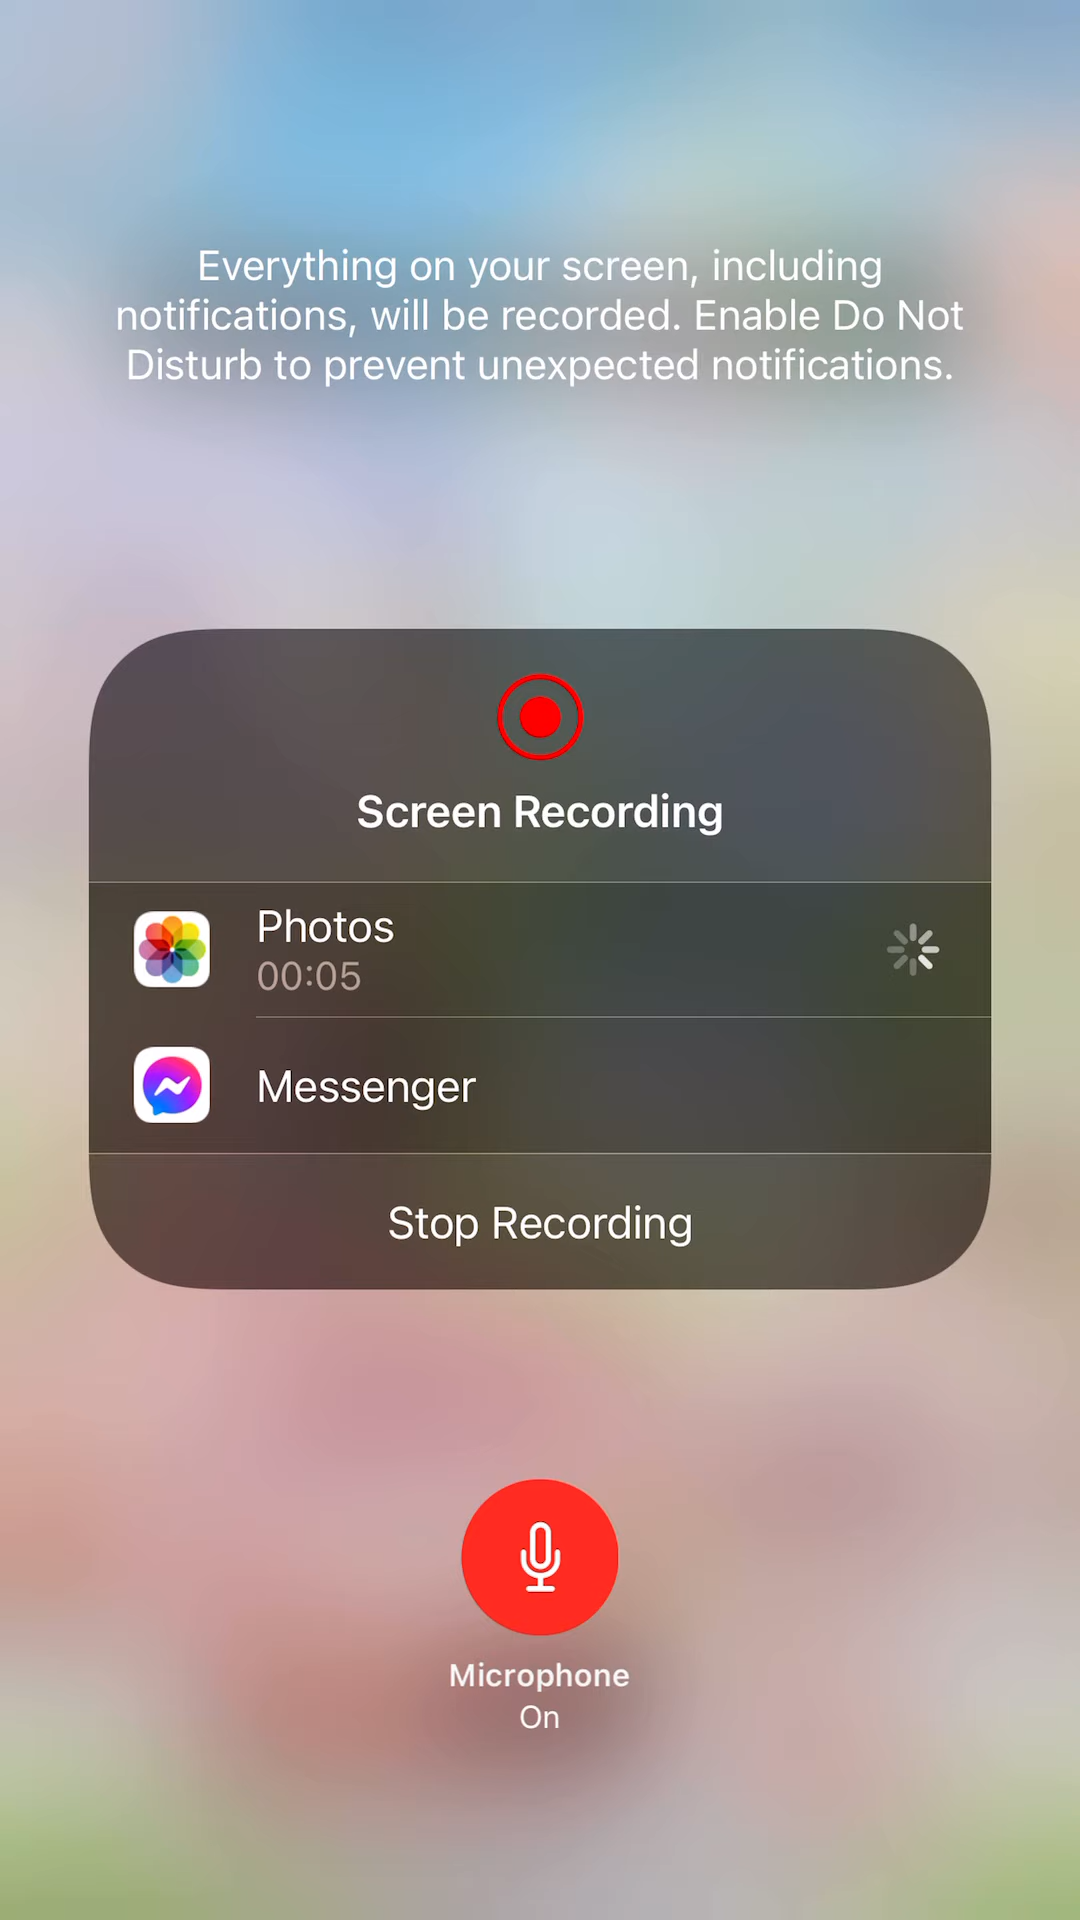 Everything on your screen, including
notifications, will be recorded. Enable Do Not
Disturb to prevent unexpected notifications.
Screen Recording
Photos
00:05
Messenger
Stop Recording
Microphone
On